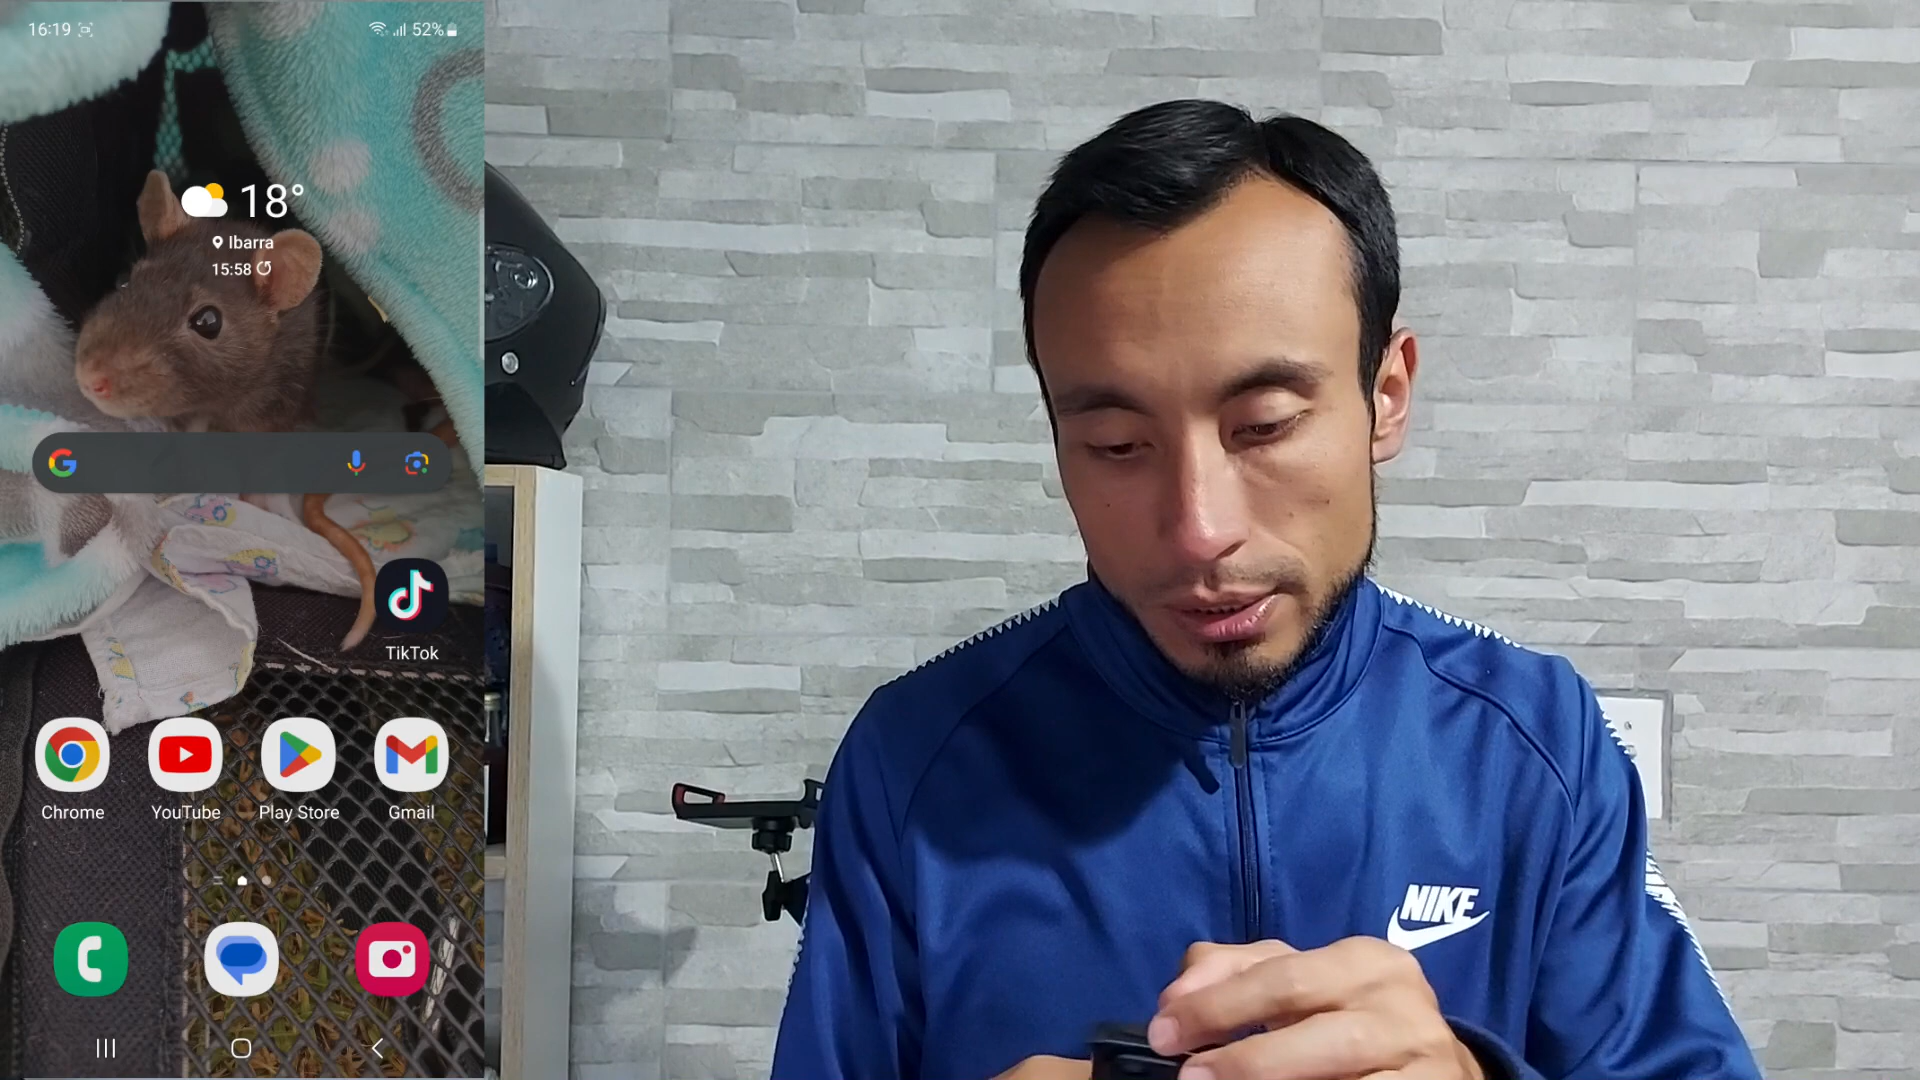 16:19
52%
18°
Ibarra
15:58
TikTok
Chrome
YouTube
Play Store
Gmail
NIKE